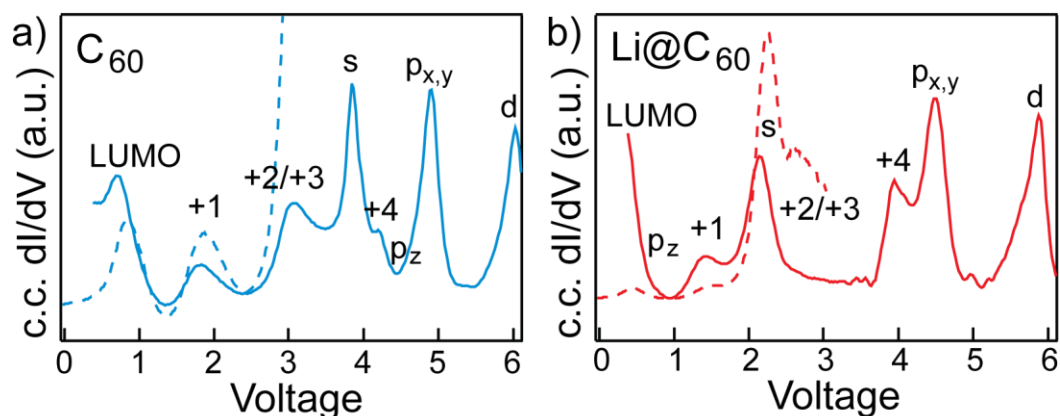 a)
C60
c.c. dI/dV (a.u.)
LUMO
+1
+2/+3
s
+4
pz
px,y
d
0 1 2 3 4 5 6
Voltage
b)
Li@C60
c.c. dI/dV (a.u.)
LUMO
pz
+1
s
+2/+3
+4
px,y
d
0 1 2 3 4 5 6
Voltage